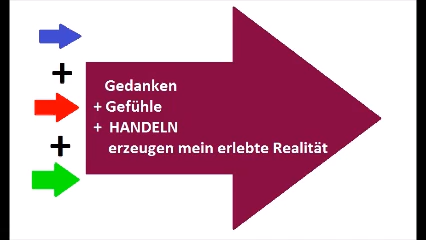 +
+
Gedanken
+ Gefühle
+ HANDELN
erzeugen mein erlebte Realität